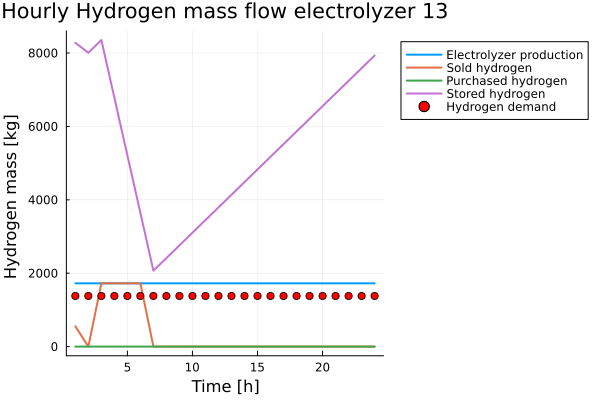 Hourly Hydrogen mass flow electrolyzer 13
Hydrogen mass [kg]
8000
6000
4000
2000
0
5
10
15
20
Time [h]
Electrolyzer production
Sold hydrogen
Purchased hydrogen
Stored hydrogen
Hydrogen demand